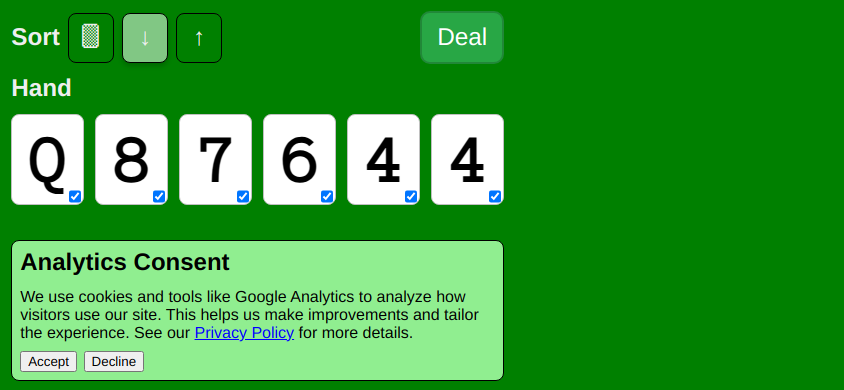 Sort ↓ ↑ Deal
Hand
Q 8 7 6 4 4
Analytics Consent
We use cookies and tools like Google Analytics to analyze how
visitors use our site. This helps us make improvements and tailor
the experience. See our Privacy Policy for more details.
Accept Decline